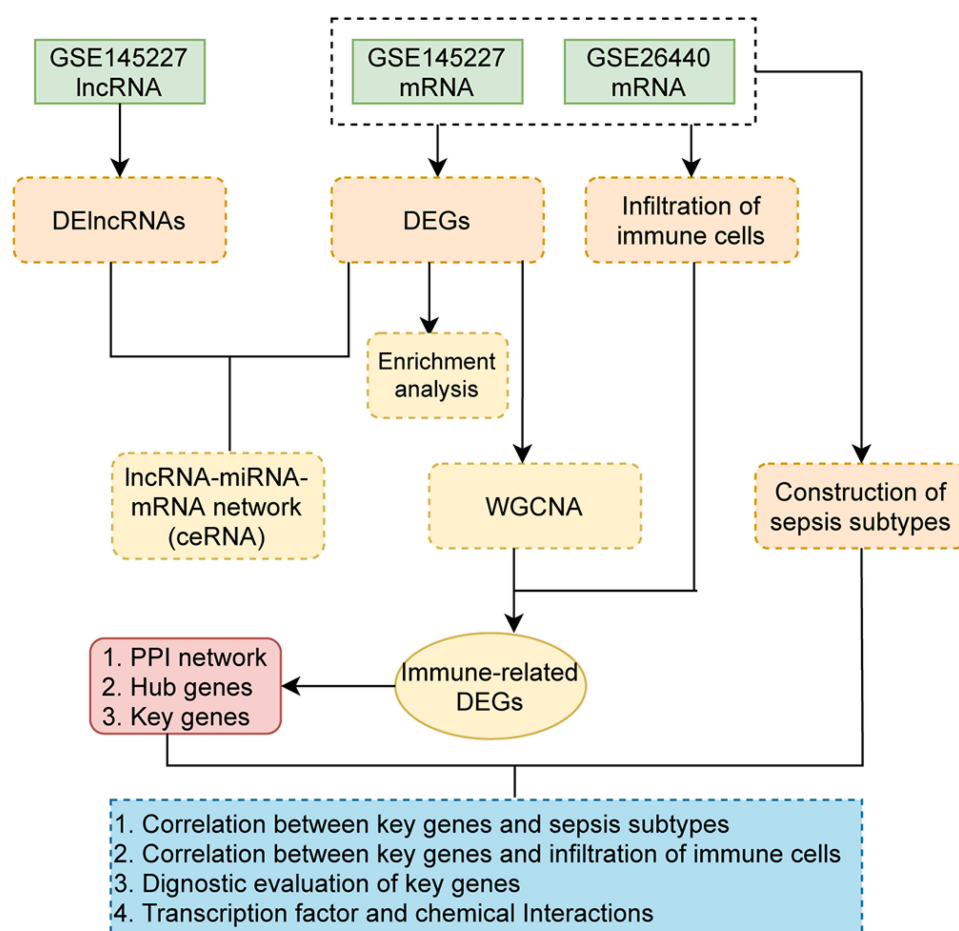 GSE145227
lncRNA
GSE145227
mRNA
GSE26440
mRNA
DElncRNAs
DEGs
Infiltration of
immune cells
Enrichment
analysis
lncRNA-miRNA-
mRNA network
(ceRNA)
WGCNA
Construction of
sepsis subtypes
1. PPI network
2. Hub genes
3. Key genes
Immune-related
DEGs
1. Correlation between key genes and sepsis subtypes
2. Correlation between key genes and infiltration of immune cells
3. Dignostic evaluation of key genes
4. Transcription factor and chemical Interactions